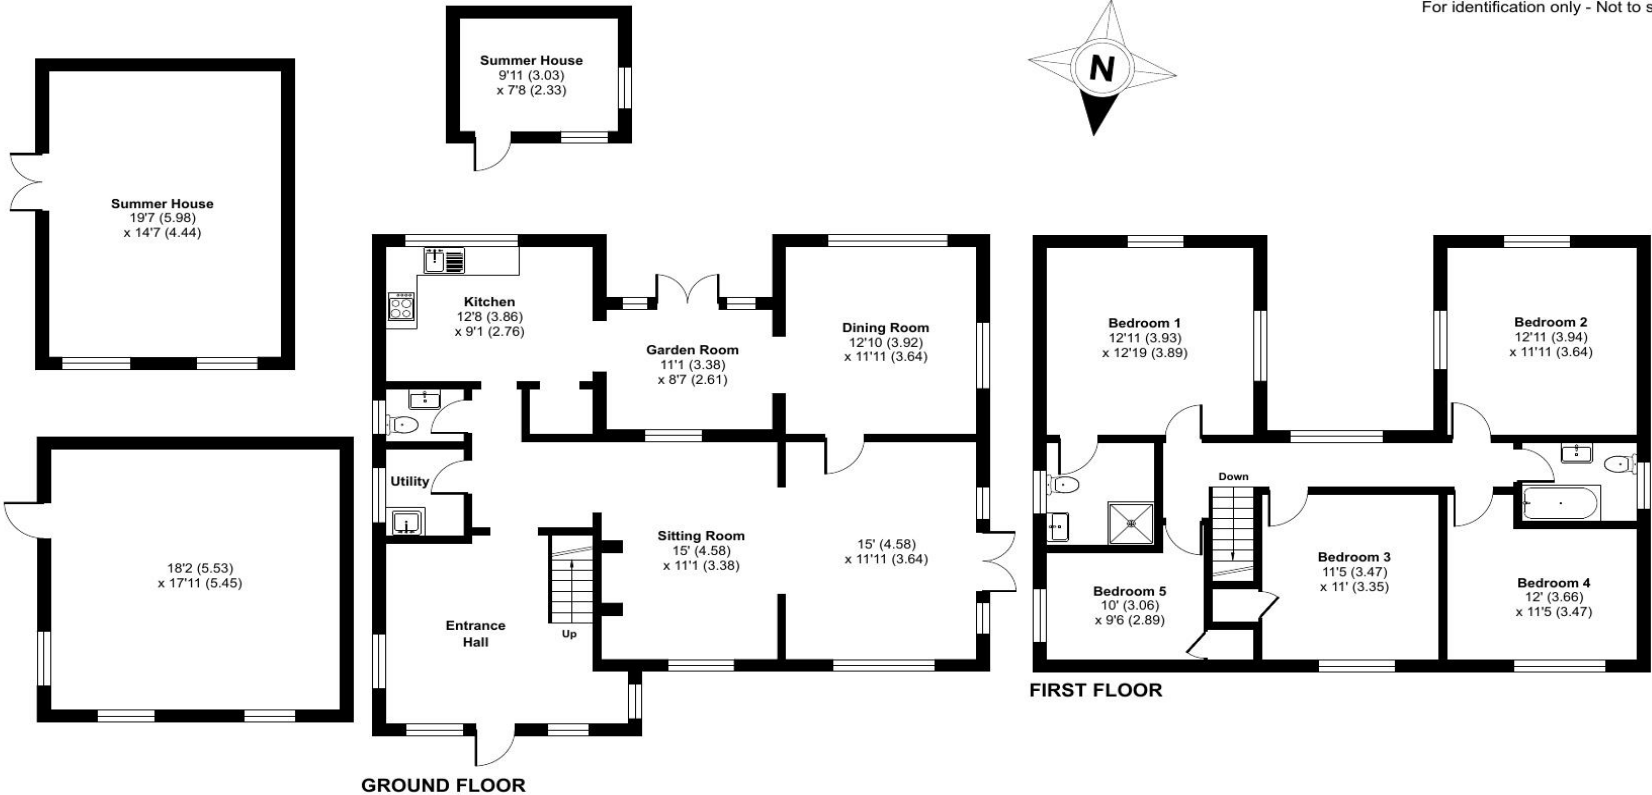 For identification only - Not to s
N
Summer House
9'11 (3.03)
x 7'8 (2.33)
Summer House
19'7 (5.98)
x 14'7 (4.44)
Kitchen
12'8 (3.86)
x 9'1 (2.76)
Garden Room
11'1 (3.38)
x 8'7 (2.61)
Dining Room
12'10 (3.92)
x 11'11 (3.64)
Utility
18'2 (5.53)
x 17'11 (5.45)
Sitting Room
15' (4.58)
x 11'1 (3.38)
15' (4.58)
x 11'11 (3.64)
Entrance
Hall
Up
GROUND FLOOR
Bedroom 1
12'11 (3.93)
x 12'19 (3.89)
Bedroom 2
12'11 (3.94)
x 11'11 (3.64)
Down
Bedroom 3
11'5 (3.47)
x 11' (3.35)
Bedroom 5
10' (3.06)
x 9'6 (2.89)
Bedroom 4
12' (3.66)
x 11'5 (3.47)
FIRST FLOOR